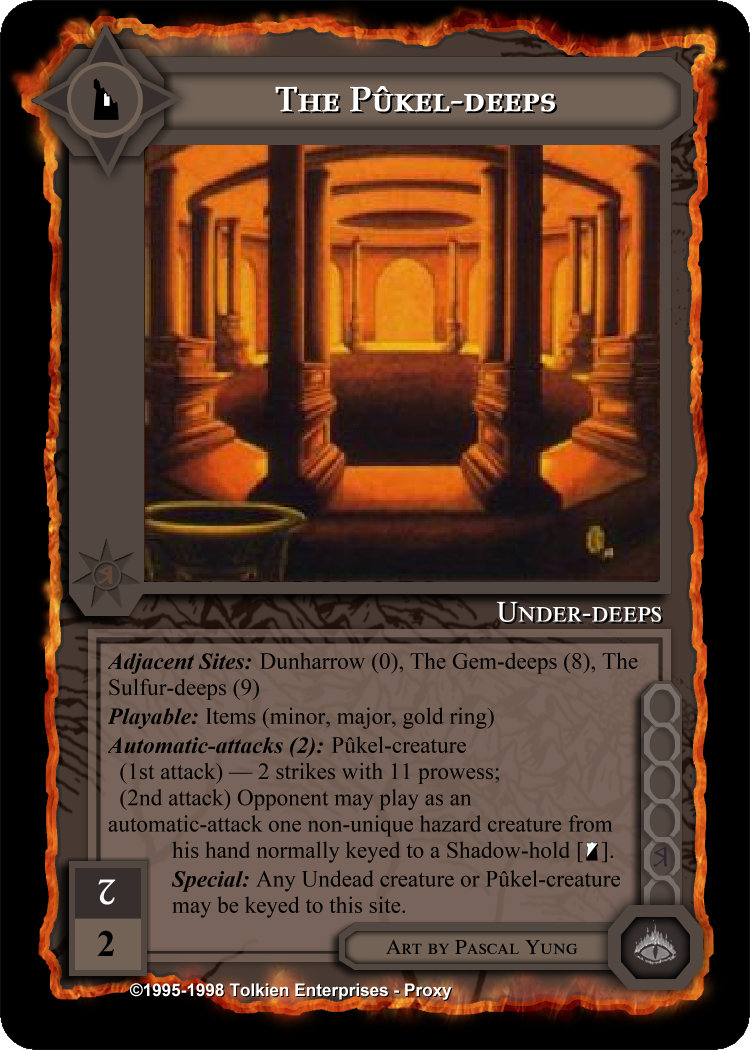 The Pûkel-deeps
Under-deeps
Adjacent Sites: Dunharrow (0), The Gem-deeps (8), The
Sulfur-deeps (9)
Playable: Items (minor, major, gold ring)
Automatic-attacks (2): Pûkel-creature
(1st attack) — 2 strikes with 11 prowess;
(2nd attack) Opponent may play as an
automatic-attack one non-unique hazard creature from
his hand normally keyed to a Shadow-hold [ ].
Special: Any Undead creature or Pûkel-creature
may be keyed to this site.
2
Art by Pascal Yung
©1995-1998 Tolkien Enterprises - Proxy